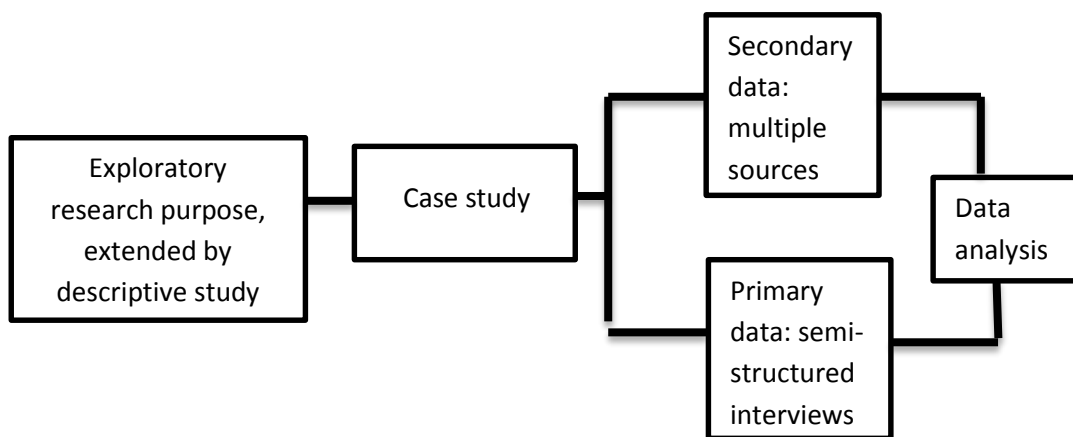 Exploratory
research purpose,
extended by
descriptive study
Case study
Secondary
data:
multiple
sources
Primary
data: semi-
structured
interviews
Data
analysis